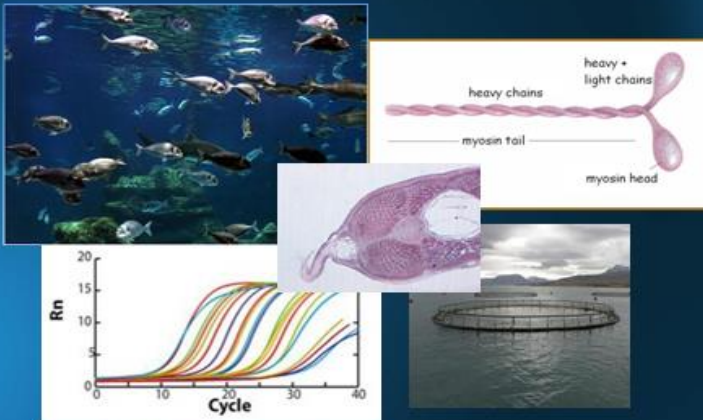 heavy +
light chains
heavy chains
myosin tail
myosin head
20
15
10
5
0
Rn
0
10
20
30
40
Cycle